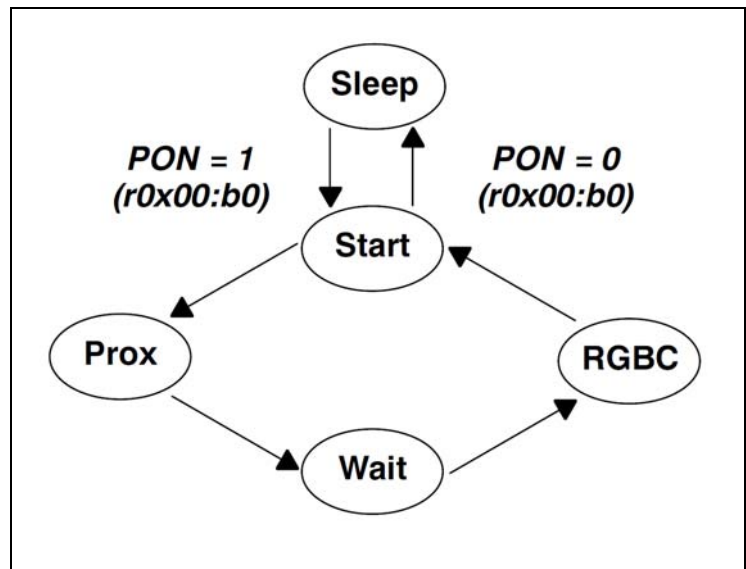 Sleep
PON = 1
(r0x00:b0)
PON = 0
(r0x00:b0)
Start
Prox
RGBC
Wait